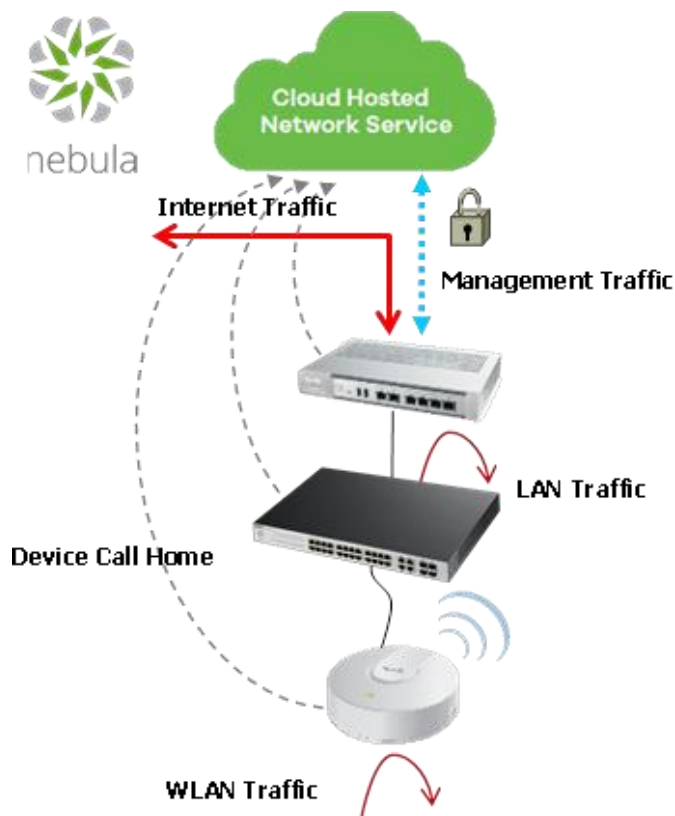 nebula
Cloud Hosted
Network Service
Internet Traffic
Management Traffic
LAN Traffic
Device Call Home
WLAN Traffic